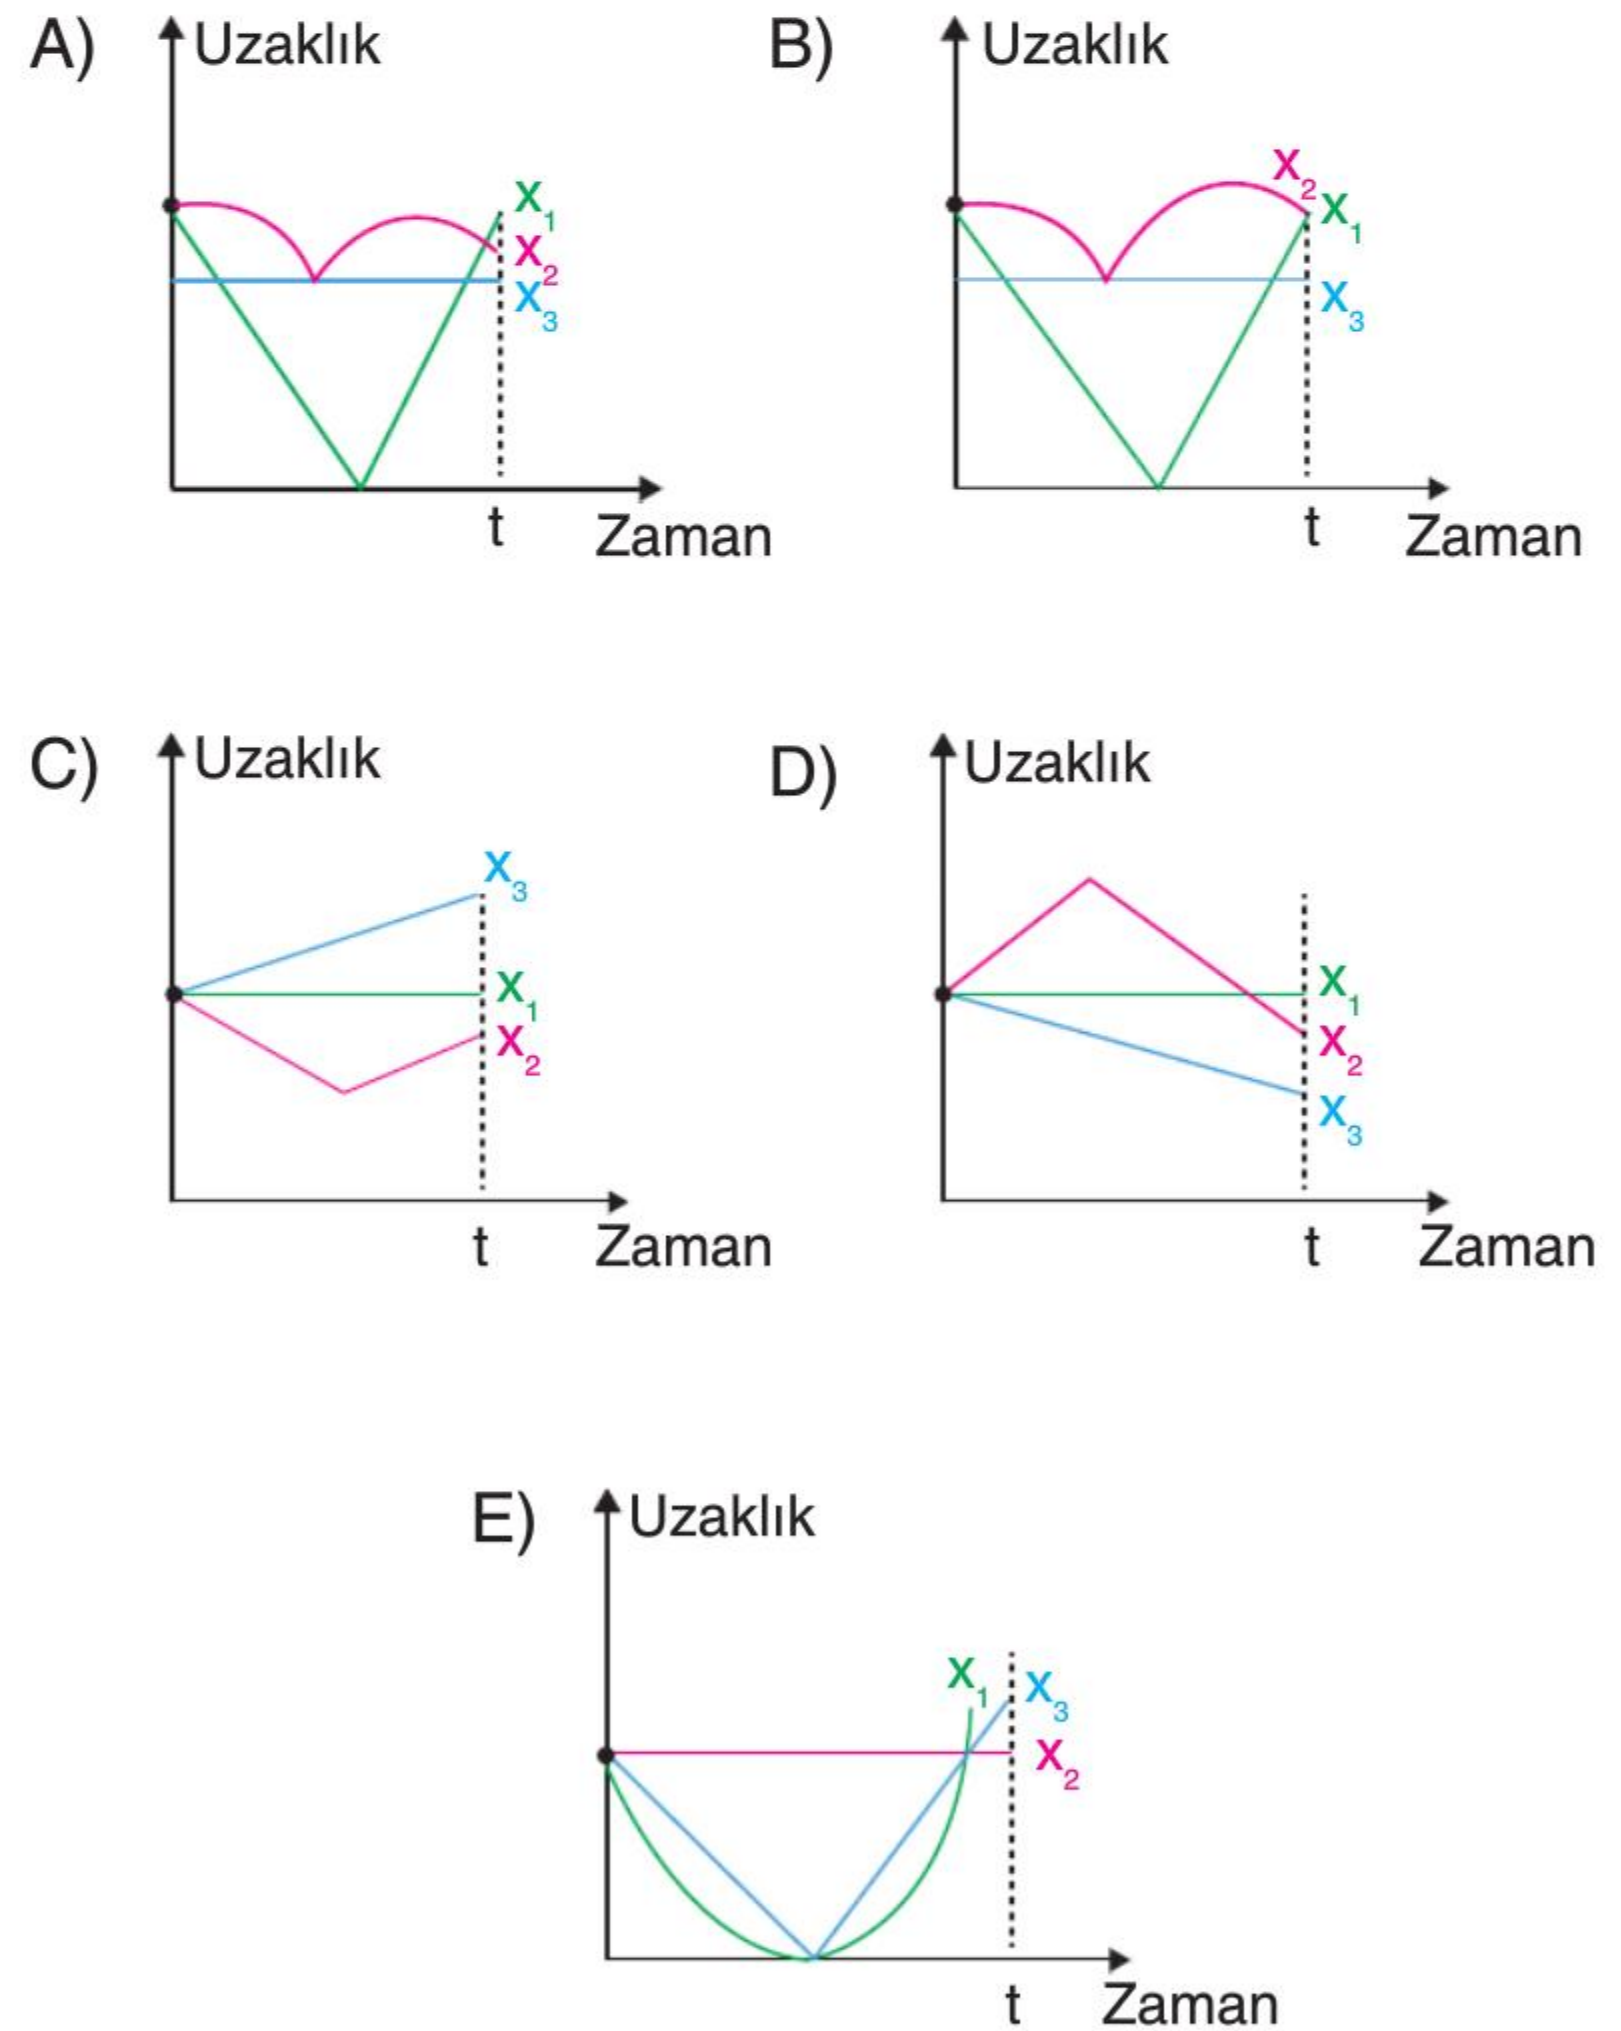 A) Uzaklık
X₁
X₂
X₃
t Zaman
B) Uzaklık
X₂
X₁
X₃
t Zaman
C) Uzaklık
X₃
X₁
X₂
t Zaman
D) Uzaklık
X₁
X₂
X₃
t Zaman
E) Uzaklık
X₁ X₃
X₂
t Zaman